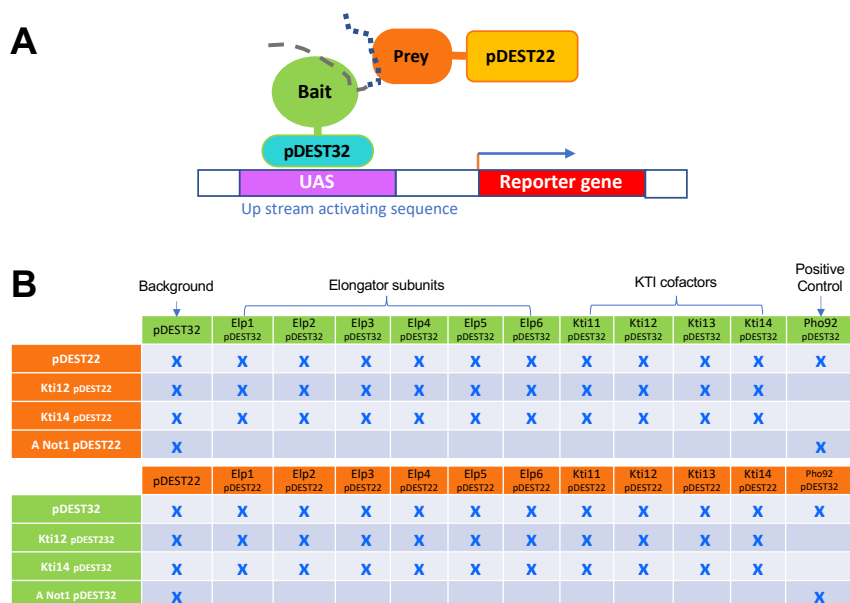 A
Prey
pDEST22
Bait
pDEST32
UAS
Reporter gene
Up stream activating sequence
B
Background
Elongator subunits
KTI cofactors
Positive
Control
pDEST32 Elp1 pDEST32 Elp2 pDEST32 Elp3 pDEST32 Elp4 pDEST32 Elp5 pDEST32 Elp6 pDEST32 Kti11 pDEST32 Kti12 pDEST32 Kti13 pDEST32 Kti14 pDEST32 Pho92 pDEST32
pDEST22 X X X X X X X X X X X X
Kti12 pDEST22 X X X X X X X X X X X
Kti14 pDEST22 X X X X X X X X X X X
A Not1 pDEST22 X X
pDEST22 Elp1 pDEST22 Elp2 pDEST22 Elp3 pDEST22 Elp4 pDEST22 Elp5 pDEST22 Elp6 pDEST22 Kti11 pDEST22 Kti12 pDEST22 Kti13 pDEST22 Kti14 pDEST22 Pho92 pDEST32
pDEST32 X X X X X X X X X X X X
Kti12 pDEST232 X X X X X X X X X X X
Kti14 pDEST32 X X X X X X X X X X X
A Not1 pDEST32 X X